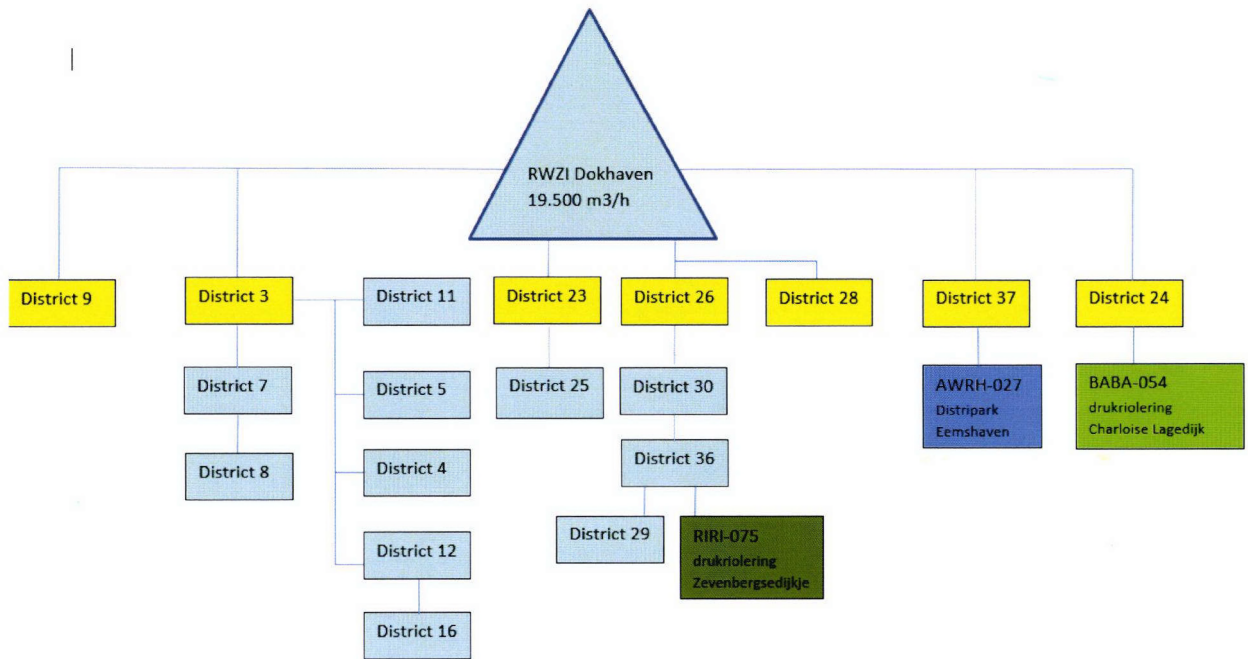 RWZI Dokhaven
19.500 m3/h
District 9
District 3
District 11
District 23
District 26
District 28
District 37
District 24
District 7
District 5
District 25
District 30
AWRH-027
Distripark
Eemshaven
BABA-054
drukriolering
Charloise Lagedijk
District 8
District 4
District 36
District 12
District 29
RIRI-075
drukriolering
Zevenbergsedijkje
District 16